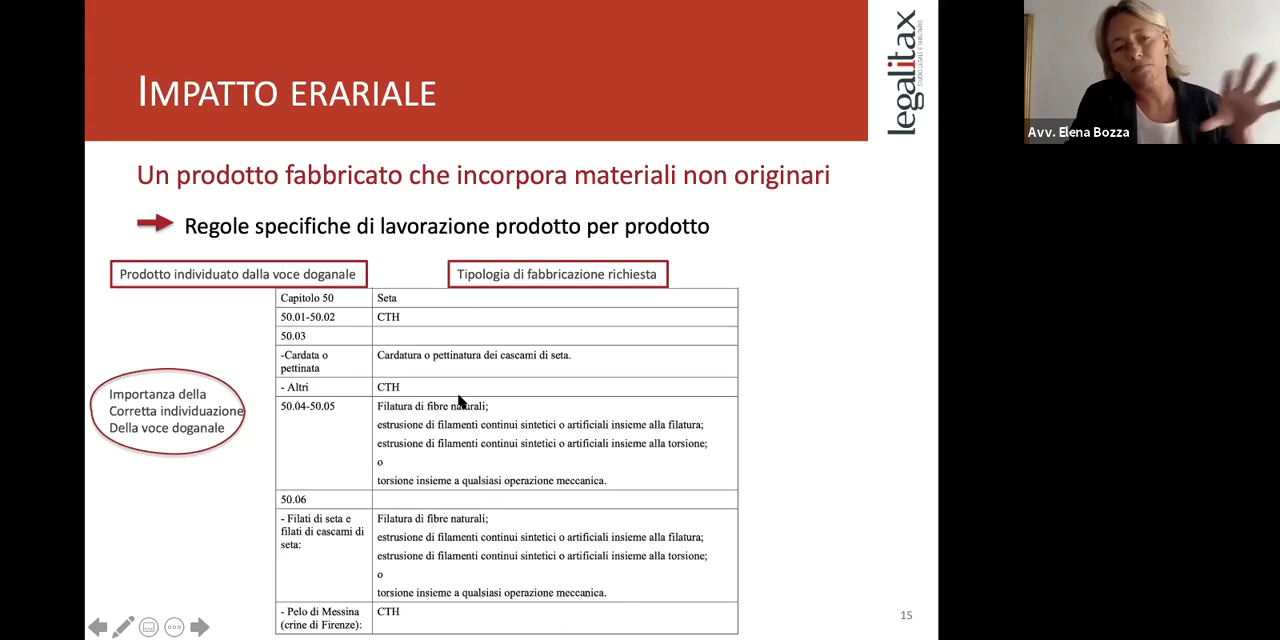 IMPATTO ERARIALE
legalitax
Avv. Elena Bozza
Un prodotto fabbricato che incorpora materiali non originari
Regole specifiche di lavorazione prodotto per prodotto
Prodotto individuato dalla voce doganale
Tipologia di fabbricazione richiesta
Capitolo 50
Seta
50.01-50.02
CTH
50.03
-Cardata o
pettinata
Cardatura o pettinatura dei cascami di seta.
- Altri
CTH
Importanza della
Corretta individuazione
Della voce doganale
50.04-50.05
Filatura di fibre naturali;
estrusione di filamenti continui sintetici o artificiali insieme alla filatura;
estrusione di filamenti continui sintetici o artificiali insieme alla torsione;
o
torsione insieme a qualsiasi operazione meccanica.
50.06
- Filati di seta e
filati di cascami di
seta:
Filatura di fibre naturali;
estrusione di filamenti continui sintetici o artificiali insieme alla filatura;
estrusione di filamenti continui sintetici o artificiali insieme alla torsione;
o
torsione insieme a qualsiasi operazione meccanica.
- Pelo di Messina
(crine di Firenze):
CTH
15